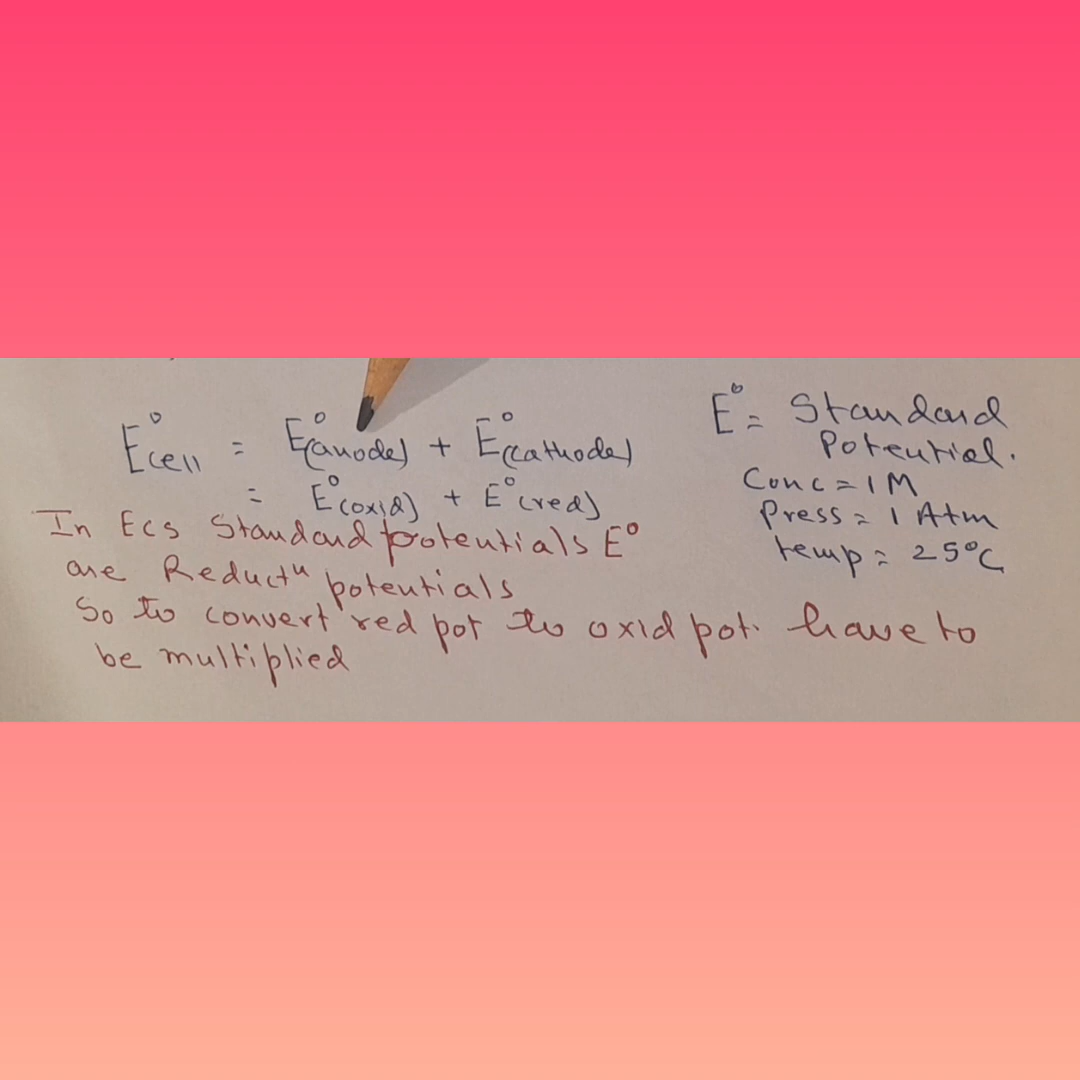 E°cell = E°(anode) + E°(cathode)
= E°(oxid) + E°(red)
E° = Standard
Potential.
Conc = 1 M
Press = 1 Atm
temp = 25°C
In Ecs Standard potentials E°
are Reductn potentials
So to convert red pot to oxid pot. have to
be multiplied